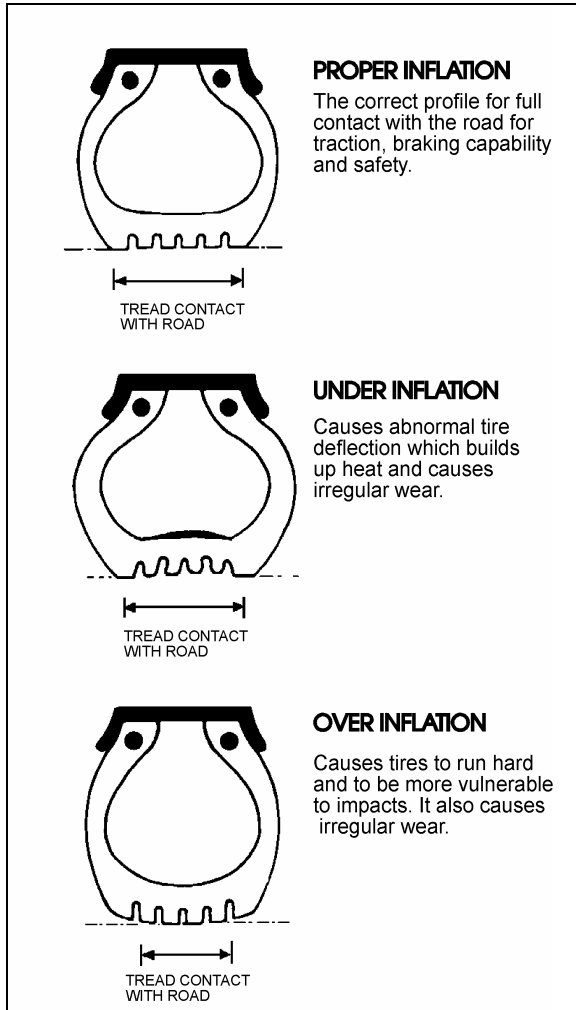 PROPER INFLATION
The correct profile for full
contact with the road for
traction, braking capability
and safety.
TREAD CONTACT
WITH ROAD
UNDER INFLATION
Causes abnormal tire
deflection which builds
up heat and causes
irregular wear.
TREAD CONTACT
WITH ROAD
OVER INFLATION
Causes tires to run hard
and to be more vulnerable
to impacts. It also causes
irregular wear.
TREAD CONTACT
WITH ROAD